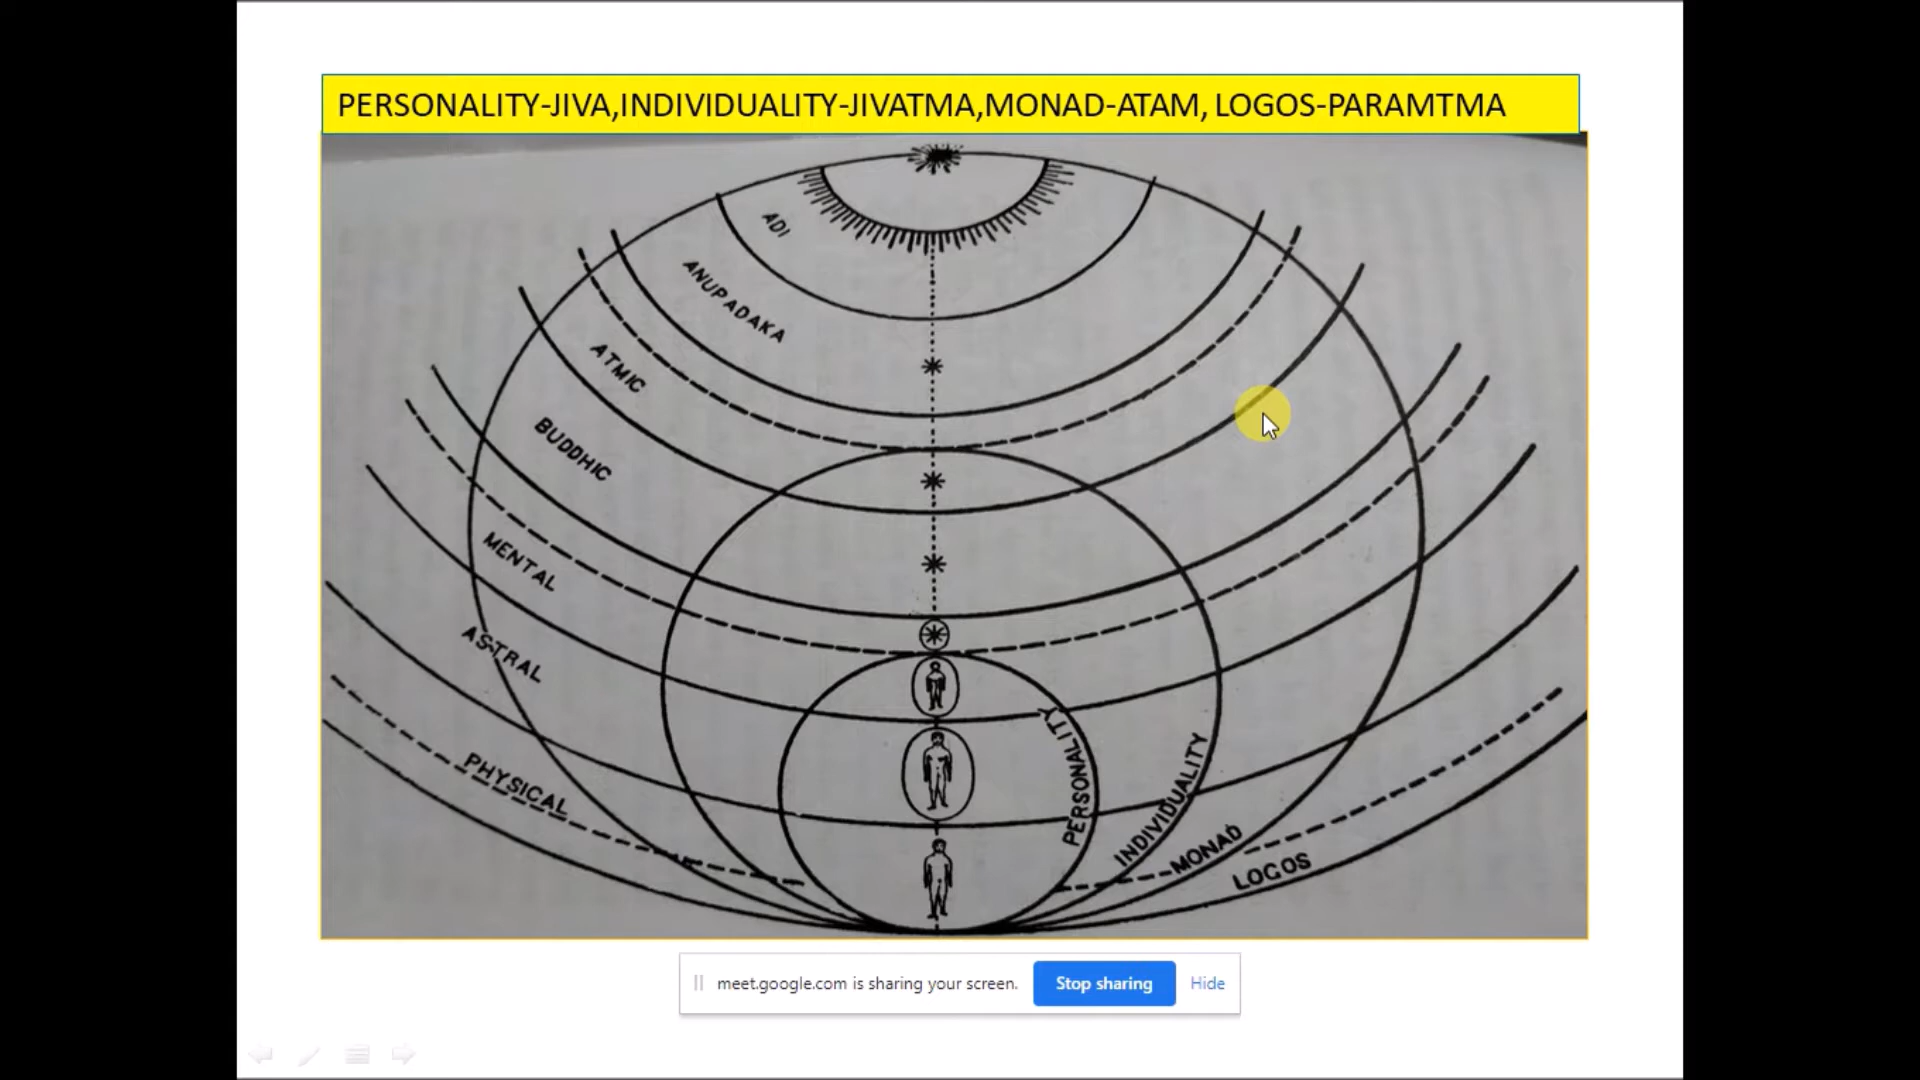 PERSONALITY-JIVA,INDIVIDUALITY-JIVATMA,MONAD-ATAM, LOGOS-PARAMTMA
ADI
ANUPADAKA
ATMIC
BUDDHIC
MENTAL
ASTRAL
PHYSICAL
PERSONALITY
INDIVIDUALITY
MONAD
LOGOS
meet.google.com is sharing your screen.
Stop sharing
Hide